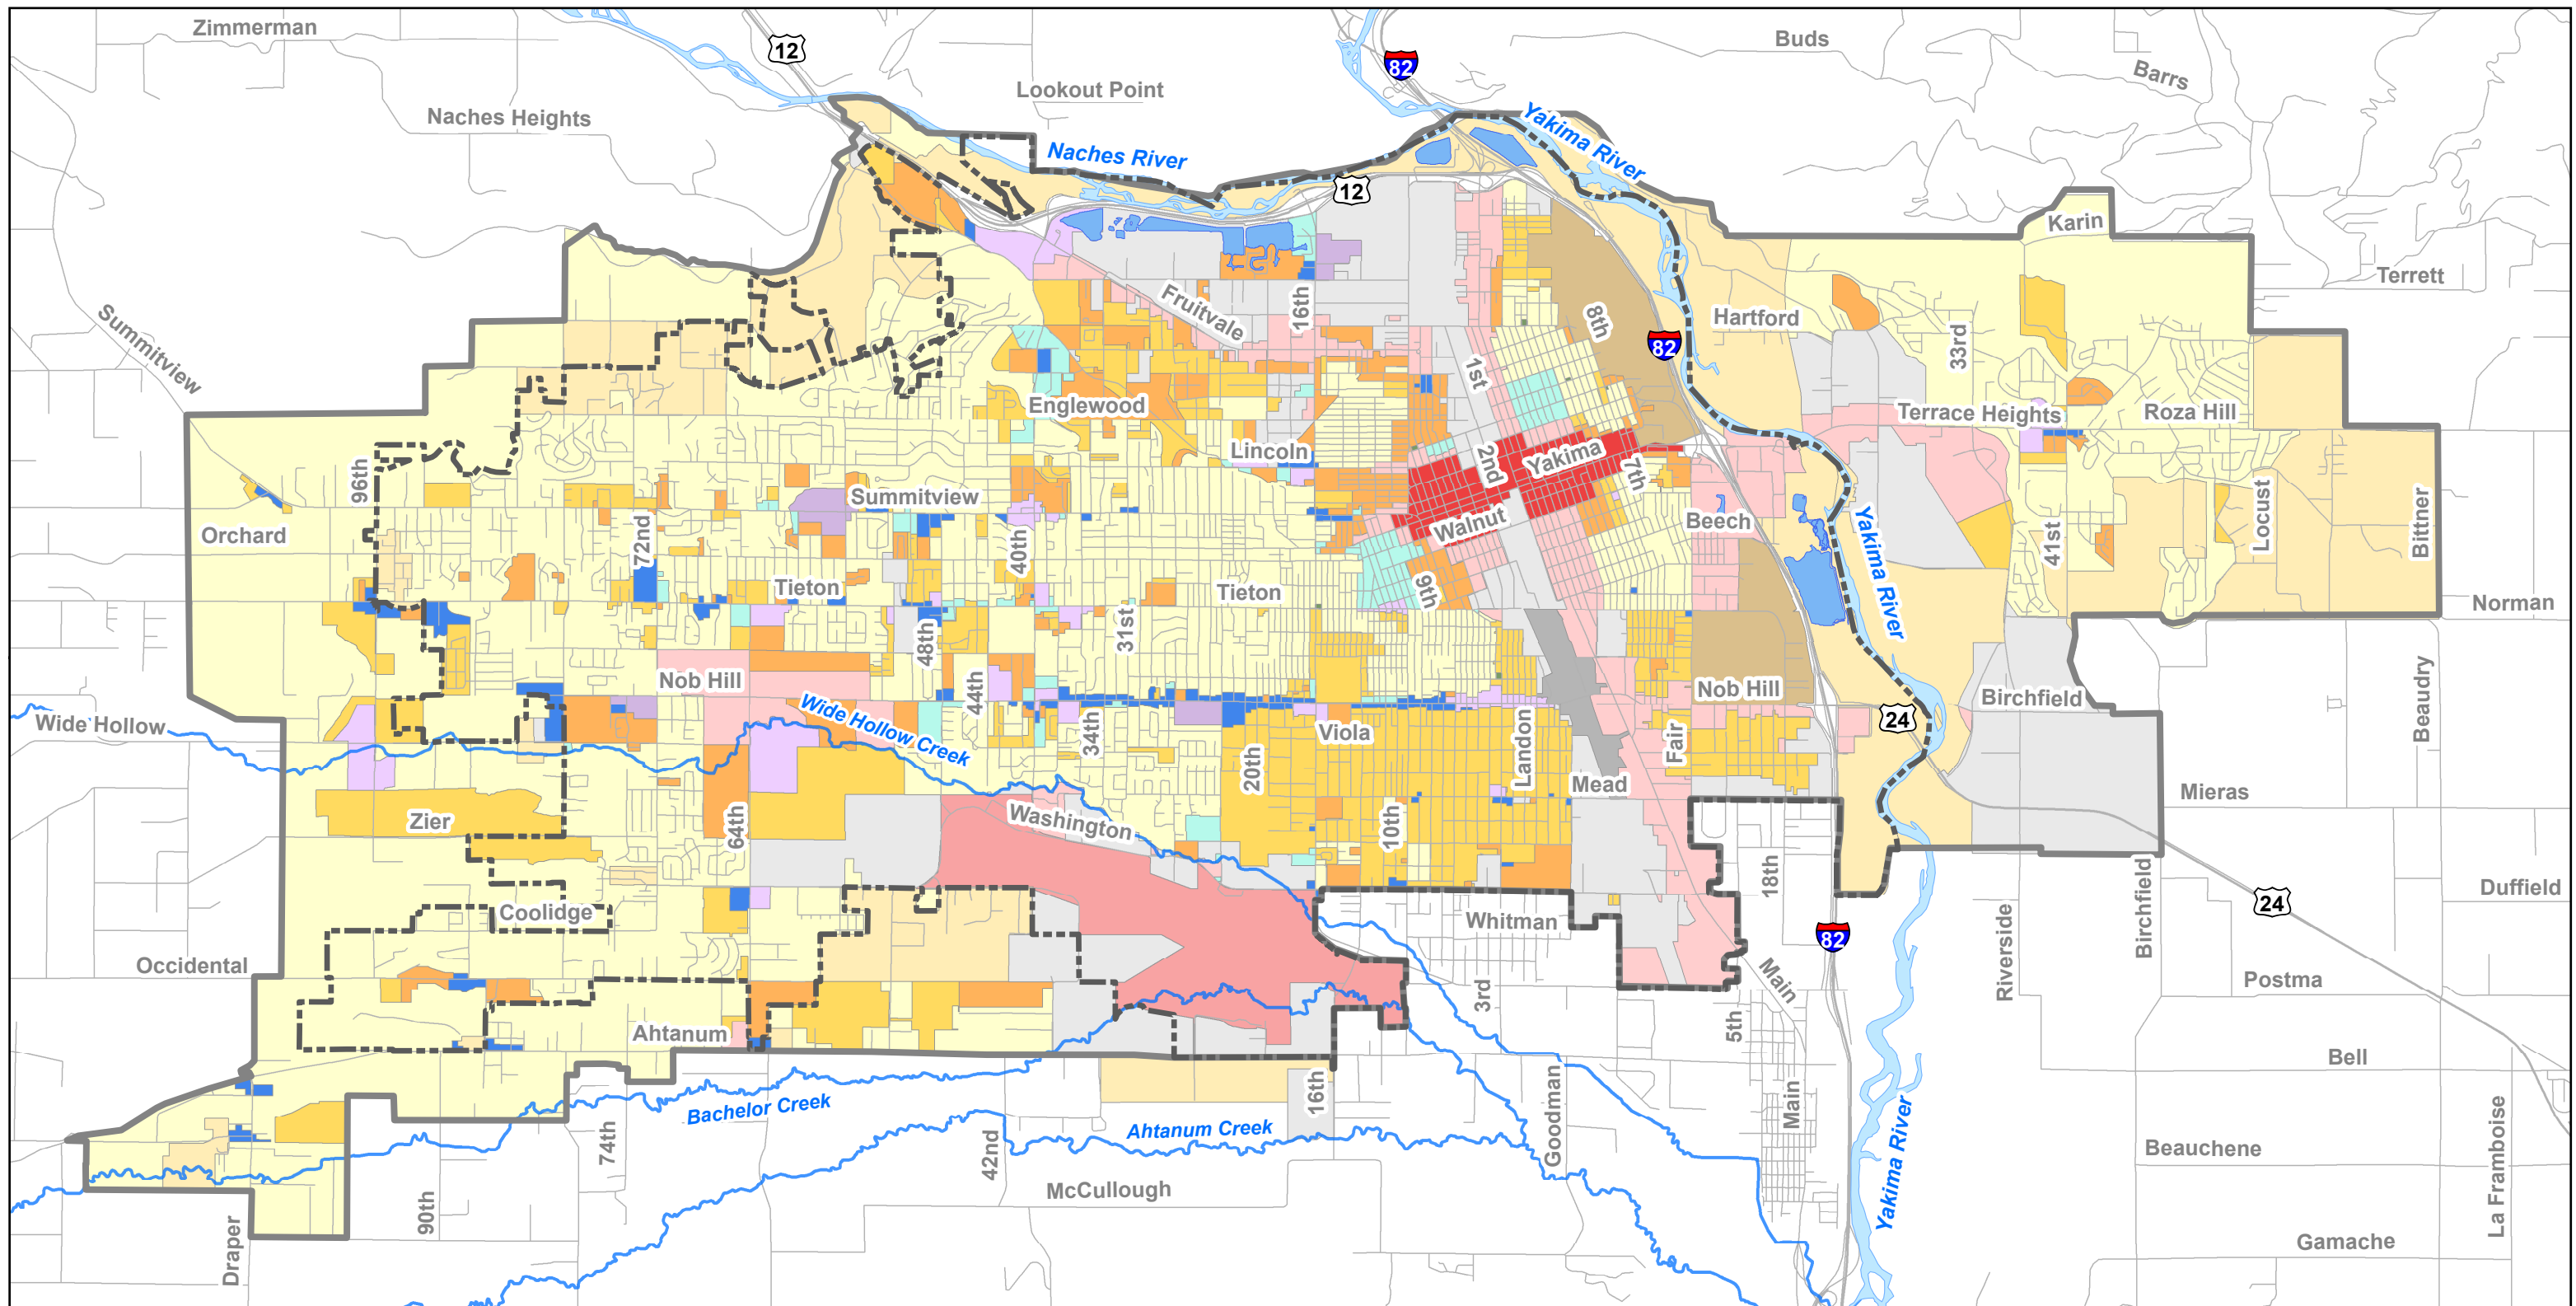 Zimmerman
12
82
Buds
Barrs
Lookout Point
Naches Heights
Yakima River
Naches River
12
Karin
Terrett
Summitview
Fruitvale
16th
8th
82
Hartford
33rd
1st
Englewood
Terrace Heights
Roza Hill
Lincoln
2nd
Yakima
7th
96th
Summitview
Walnut
Orchard
72nd
40th
Beech
Yakima River
41st
Locust
Bittner
Tieton
Tieton
9th
Norman
48th
31st
Nob Hill
44th
Nob Hill
Birchfield
Beaudry
Wide Hollow
Wide Hollow Creek
34th
Viola
Landon
Fair
24
20th
Mead
Zier
64th
Washington
10th
Mieras
18th
Coolidge
Whitman
Duffield
24
82
Riverside
Birchfield
Occidental
3rd
Main
Postma
Ahtanum
5th
Bell
Bachelor Creek
16th
Goodman
Main
74th
42nd
Ahtanum Creek
Yakima River
Beauchene
La Framboise
90th
McCullough
Draper
Gamache